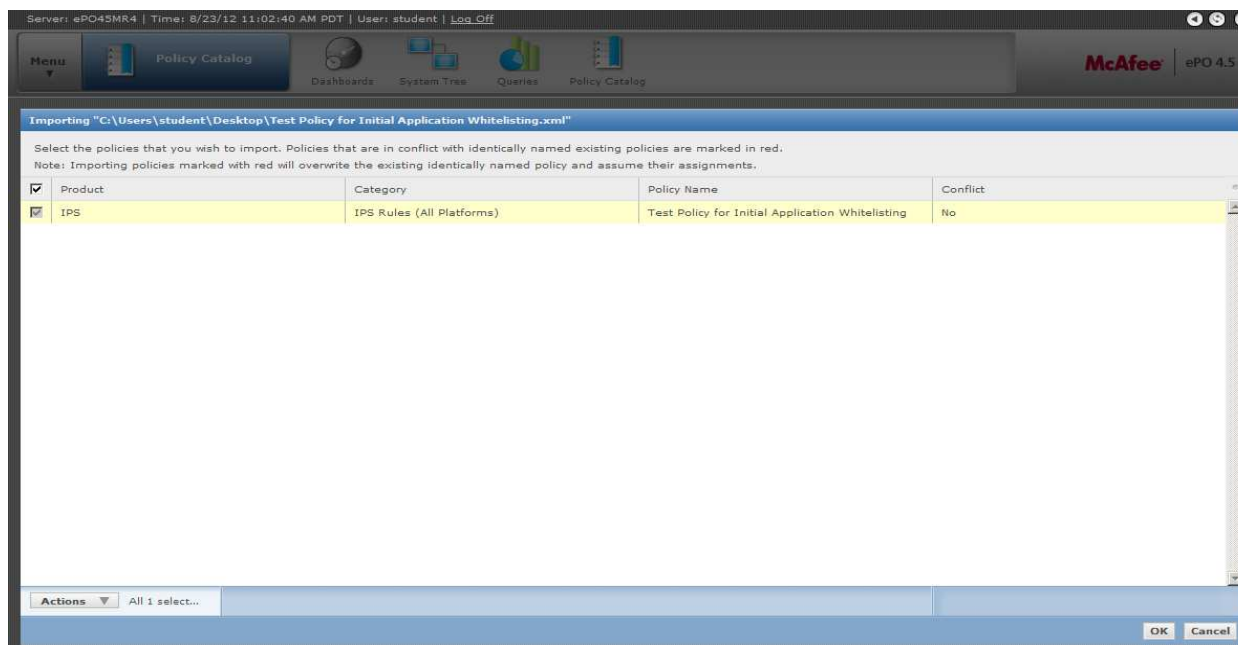 Server: ePO45MR4 | Time: 8/23/12 11:02:40 AM PDT | User: student | Log Off
Menu
Policy Catalog
Dashboards
System Tree
Queries
Policy Catalog
McAfee
ePO 4.5
Importing "C:\Users\student\Desktop\Test Policy for Initial Application Whitelisting.xml"
Select the policies that you wish to import. Policies that are in conflict with identically named existing policies are marked in red.
Note: Importing policies marked with red will overwrite the existing identically named policy and assume their assignments.
Product Category Policy Name Conflict
IPS IPS Rules (All Platforms) Test Policy for Initial Application Whitelisting No
Actions All 1 select...
OK Cancel